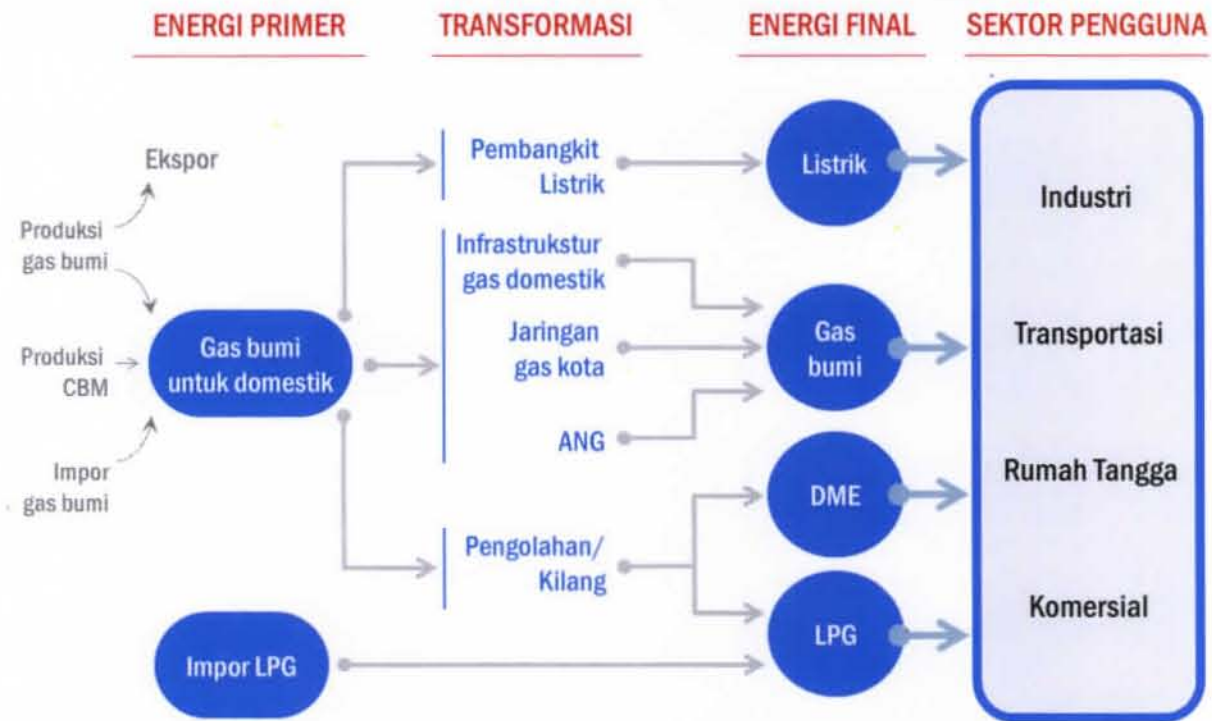 ENERGI PRIMER
TRANSFORMASI
ENERGI FINAL
SEKTOR PENGGUNA
Ekspor
Produksi
gas bumi
Produksi
CBM
Impor
gas bumi
Gas bumi
untuk domestik
Impor LPG
Pembangkit
Listrik
Infrastrukstur
gas domestik
Jaringan
gas kota
ANG
Pengolahan/
Kilang
Listrik
Gas
bumi
DME
LPG
Industri
Transportasi
Rumah Tangga
Komersial